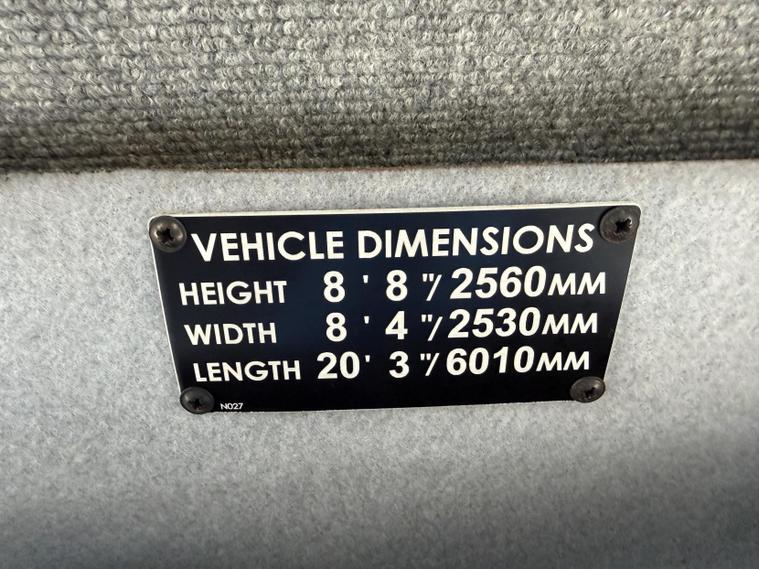 VEHICLE DIMENSIONS
HEIGHT 8 ' 8 "/ 2560MM
WIDTH 8 ' 4 "/ 2530MM
LENGTH 20' 3 "/ 6010MM
N027